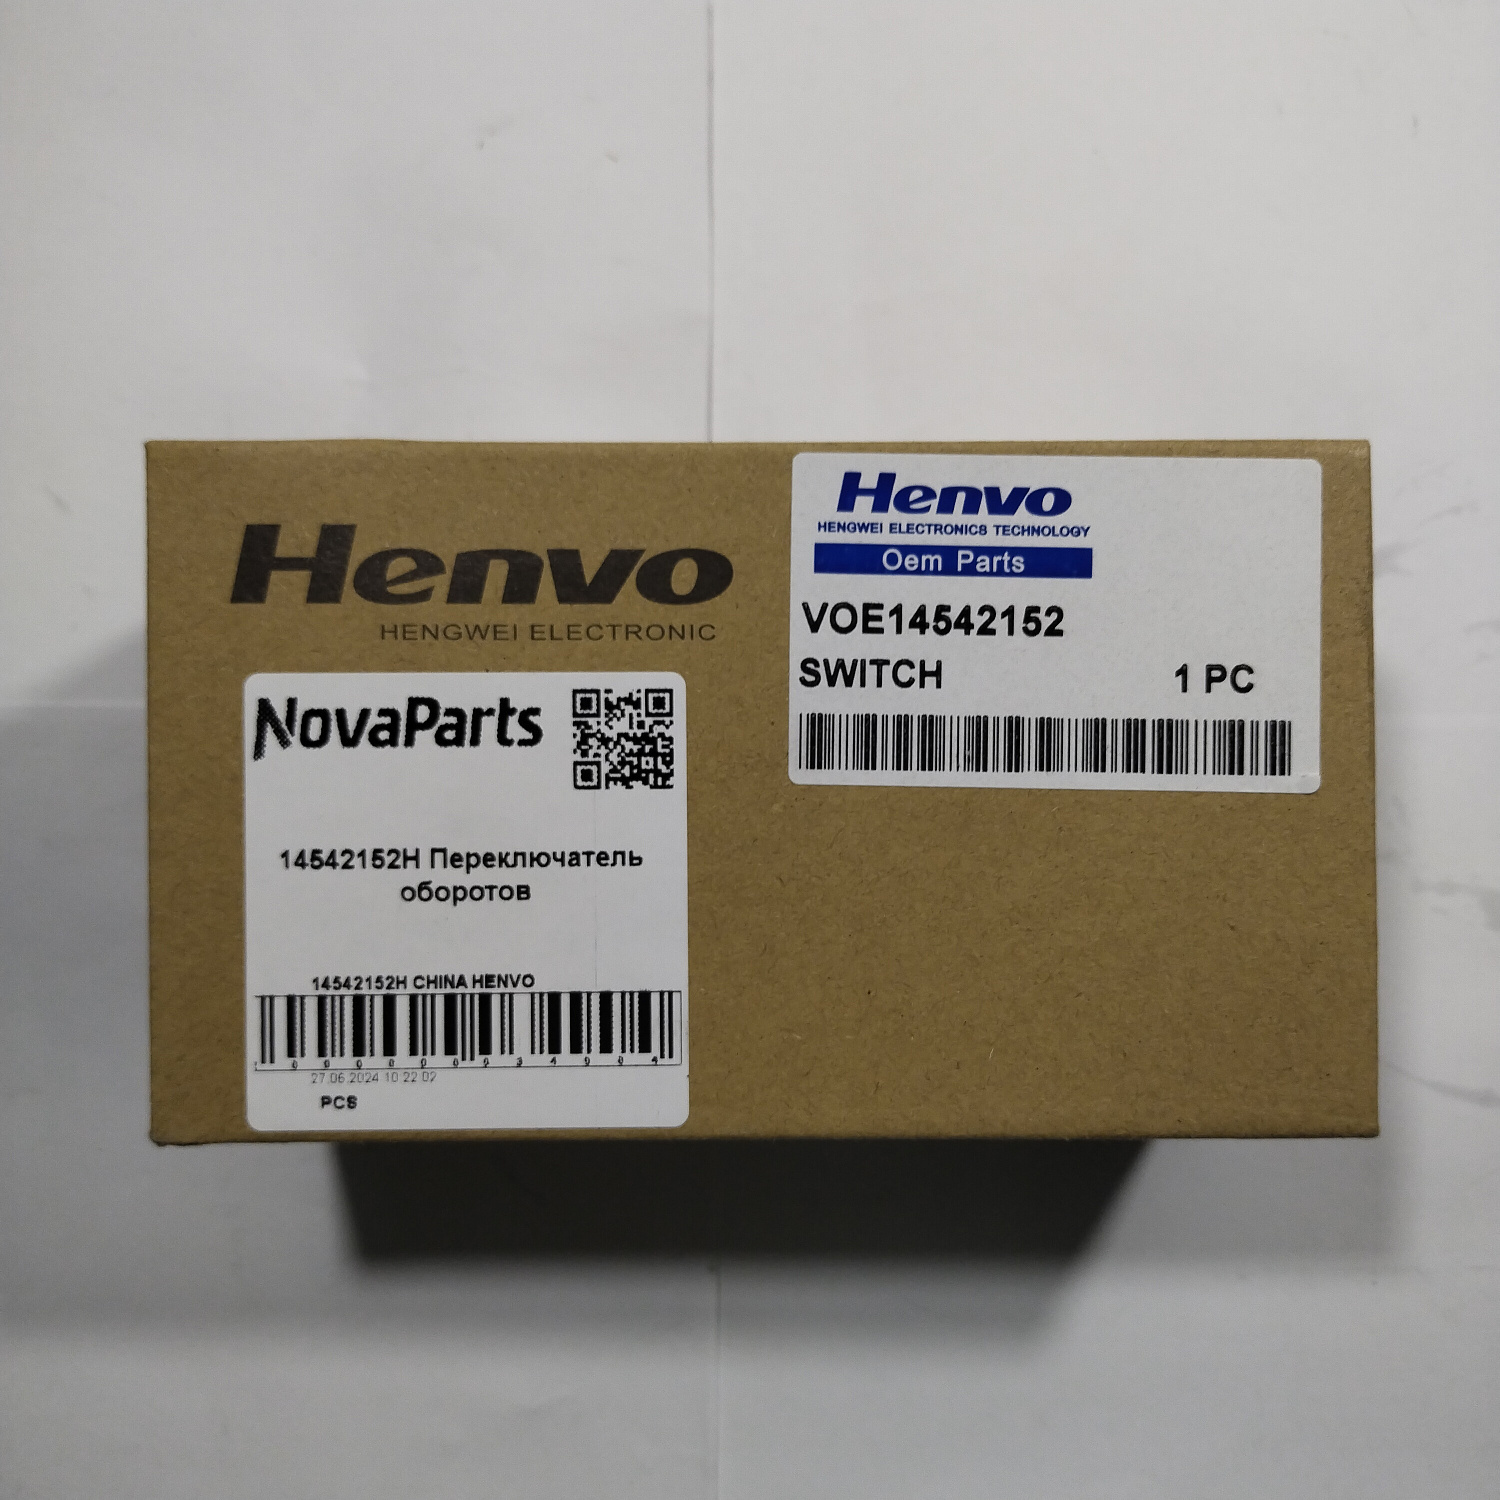 Henvo
HENGWEI ELECTRONIC
Henvo
HENGWEI ELECTRONICS TECHNOLOGY
Oem Parts
VOE14542152
SWITCH 1 PC
NovaParts
14542152H Переключатель
оборотов
14542152H CHINA HENVO
27.06.2024 10 22 02
PCS